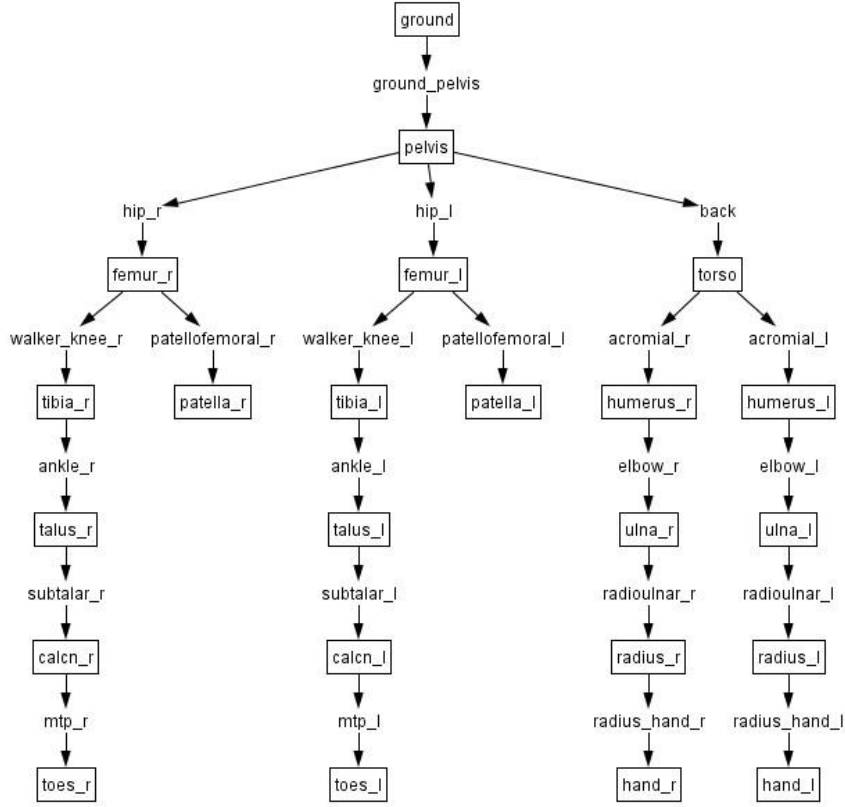 ground
ground_pelvis
pelvis
hip_r hip_l back
femur_r femur_l torso
walker_knee_r patellofemoral_r walker_knee_l patellofemoral_l acromial_r acromial_l
tibia_r patella_r tibia_l patella_l humerus_r humerus_l
ankle_r ankle_l elbow_r elbow_l
talus_r talus_l ulna_r ulna_l
subtalar_r subtalar_l radioulnar_r radioulnar_l
calcn_r calcn_l radius_r radius_l
mtp_r mtp_l radius_hand_r radius_hand_l
toes_r toes_l hand_r hand_l